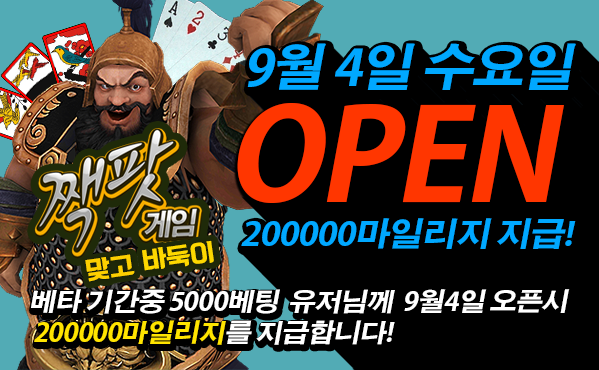 9월 4일 수요일
OPEN
200000마일리지 지급!
짹팟
게임
맞고 바둑이
베타 기간중 5000베팅 유저님께 9월4일 오픈시
200000마일리지를 지급합니다!
A
2
3